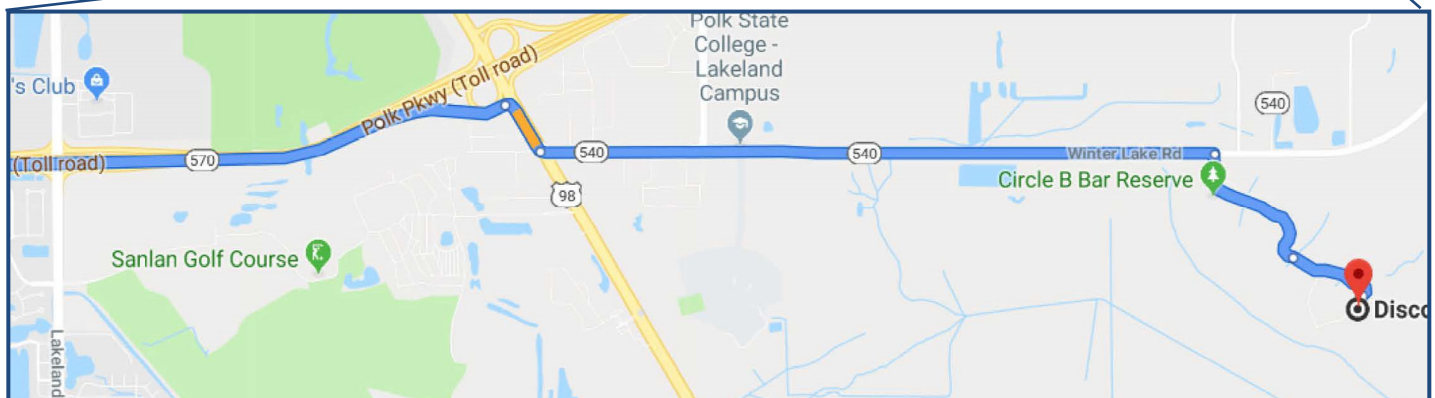 Polk State
College -
Lakeland
Campus
's Club
Polk Pkwy (Toll road)
540
(Toll road)
570
540
540
Winter Lake Rd
Circle B Bar Reserve
98
Sanlan Golf Course
Disco
Lakeland